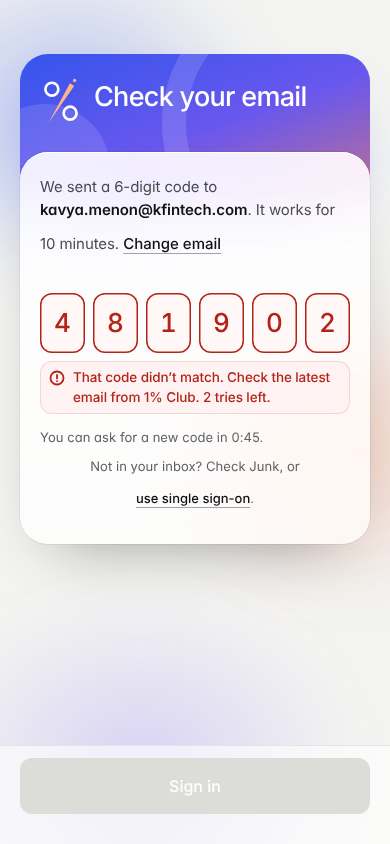 Check your email
We sent a 6-digit code to
kavya.menon@kfintech.com. It works for
10 minutes. Change email
4 8 1 9 0 2
That code didn’t match. Check the latest
email from 1% Club. 2 tries left.
You can ask for a new code in 0:45.
Not in your inbox? Check Junk, or
use single sign-on.
Sign in